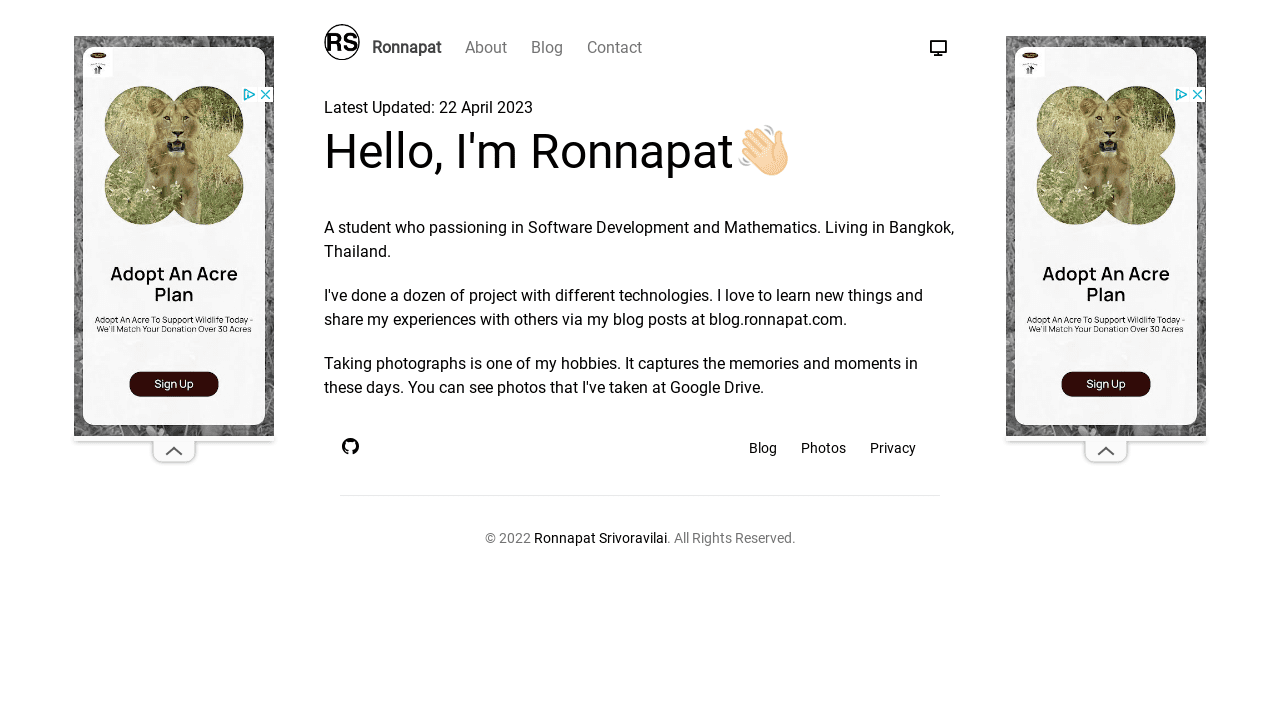 RS
Ronnapat About Blog Contact
Latest Updated: 22 April 2023
Hello, I'm Ronnapat
A student who passioning in Software Development and Mathematics. Living in Bangkok,
Thailand.
I've done a dozen of project with different technologies. I love to learn new things and
share my experiences with others via my blog posts at blog.ronnapat.com.
Taking photographs is one of my hobbies. It captures the memories and moments in
these days. You can see photos that I've taken at Google Drive.
Blog Photos Privacy
© 2022 Ronnapat Srivoravilai. All Rights Reserved.
Adopt An Acre
Plan
Adopt An Acre To Support Wildlife Today -
We'll Match Your Donation Over 30 Acres
Sign Up
Adopt An Acre
Plan
Adopt An Acre To Support Wildlife Today -
We'll Match Your Donation Over 30 Acres
Sign Up